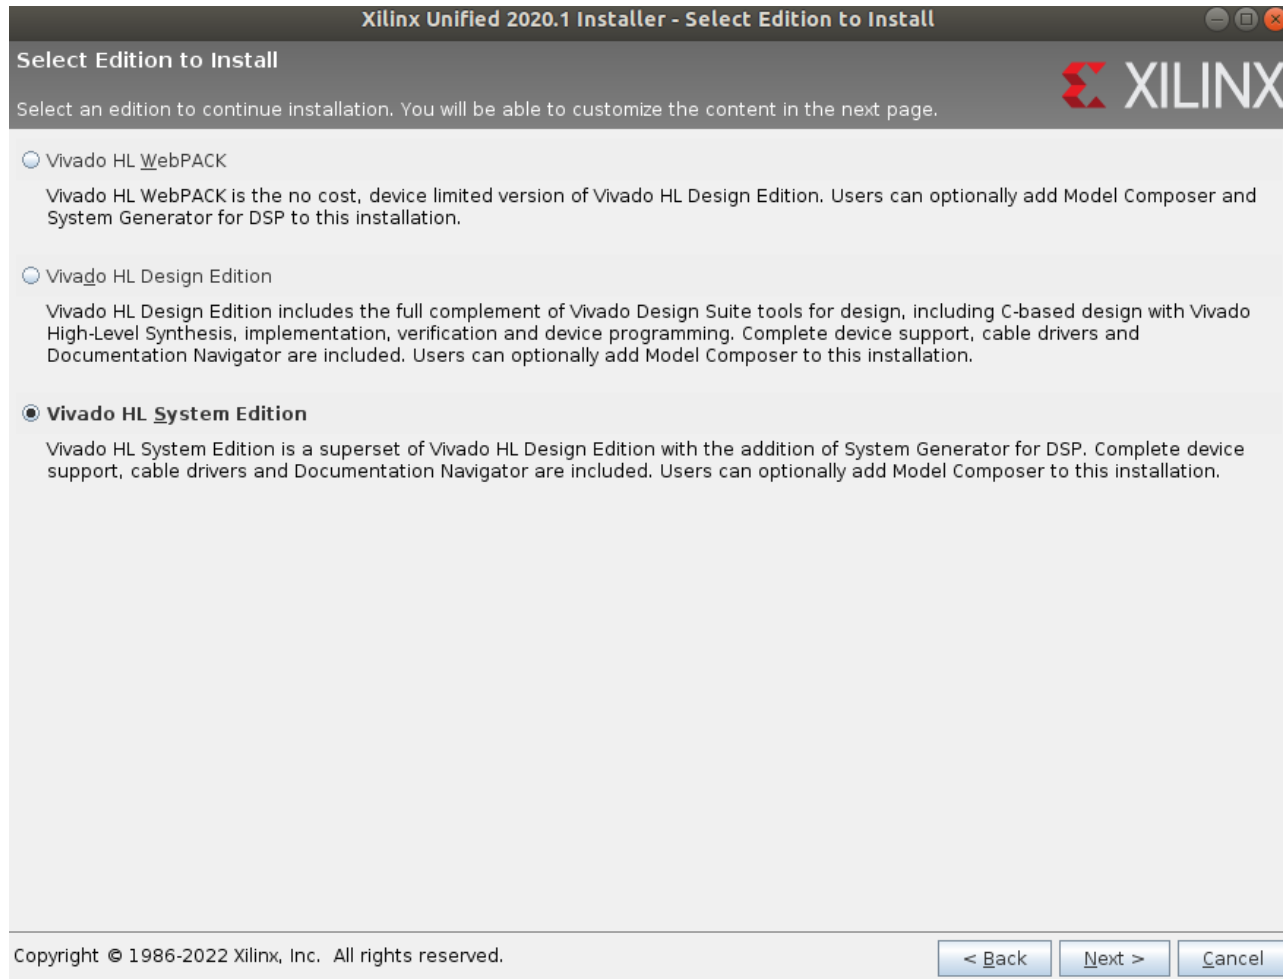 Xilinx Unified 2020.1 Installer - Select Edition to Install
Select Edition to Install
XILINX
Select an edition to continue installation. You will be able to customize the content in the next page.
Vivado HL WebPACK
Vivado HL WebPACK is the no cost, device limited version of Vivado HL Design Edition. Users can optionally add Model Composer and
System Generator for DSP to this installation.
Vivado HL Design Edition
Vivado HL Design Edition includes the full complement of Vivado Design Suite tools for design, including C-based design with Vivado
High-Level Synthesis, implementation, verification and device programming. Complete device support, cable drivers and
Documentation Navigator are included. Users can optionally add Model Composer to this installation.
Vivado HL System Edition
Vivado HL System Edition is a superset of Vivado HL Design Edition with the addition of System Generator for DSP. Complete device
support, cable drivers and Documentation Navigator are included. Users can optionally add Model Composer to this installation.
Copyright © 1986-2022 Xilinx, Inc. All rights reserved.
< Back
Next >
Cancel